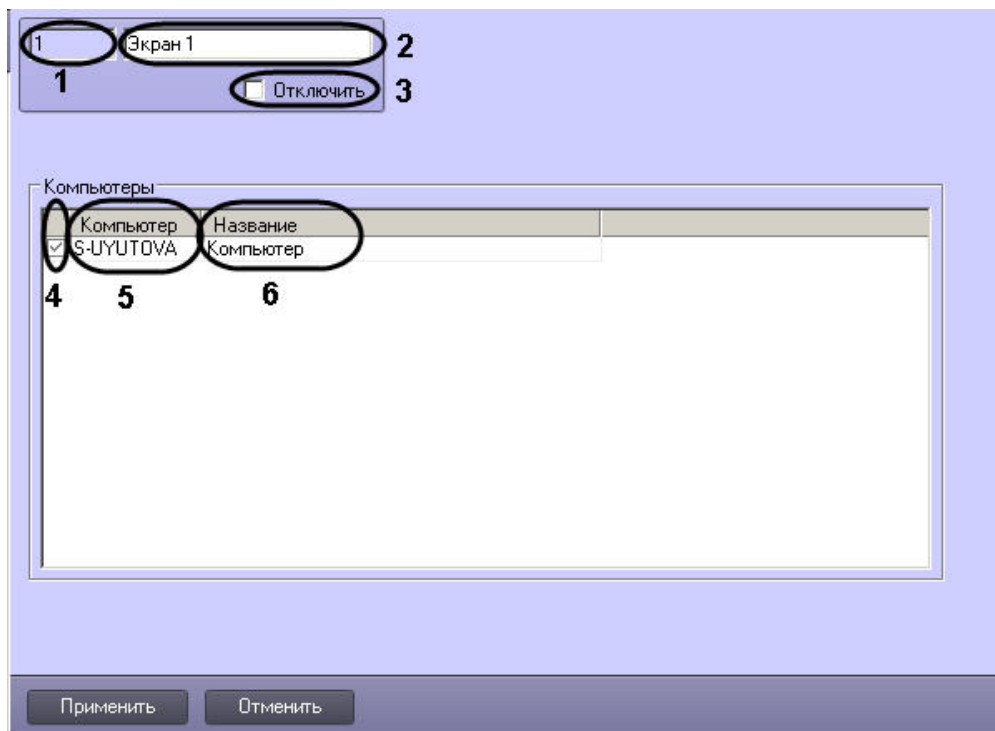 1 Экран 1 2
1 Отключить 3
Компьютеры
Компьютер Название
S-UYUTOVA Компьютер
4 5 6
Применить Отменить